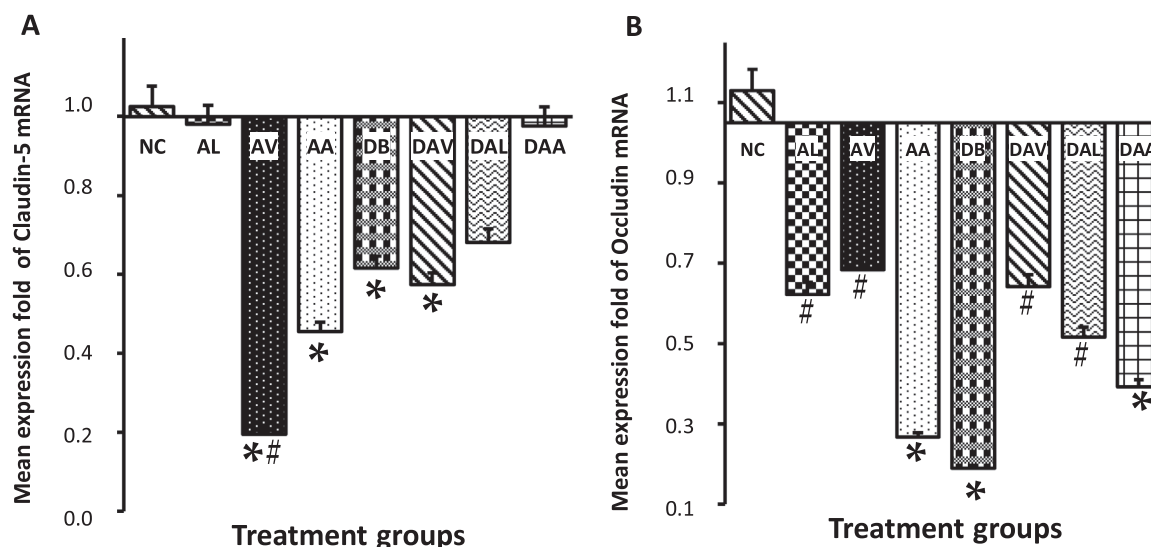 A
Mean expression fold of Claudin-5 mRNA
1.0
0.8
0.6
0.4
0.2
0.0
NC AL AV AA DB DAV DAL DAA
* * * *#
Treatment groups
B
Mean expression fold of Occludin mRNA
1.1
0.9
0.7
0.5
0.3
0.1
NC AL AV AA DB DAV DAL DAA
# # # # * * *
Treatment groups